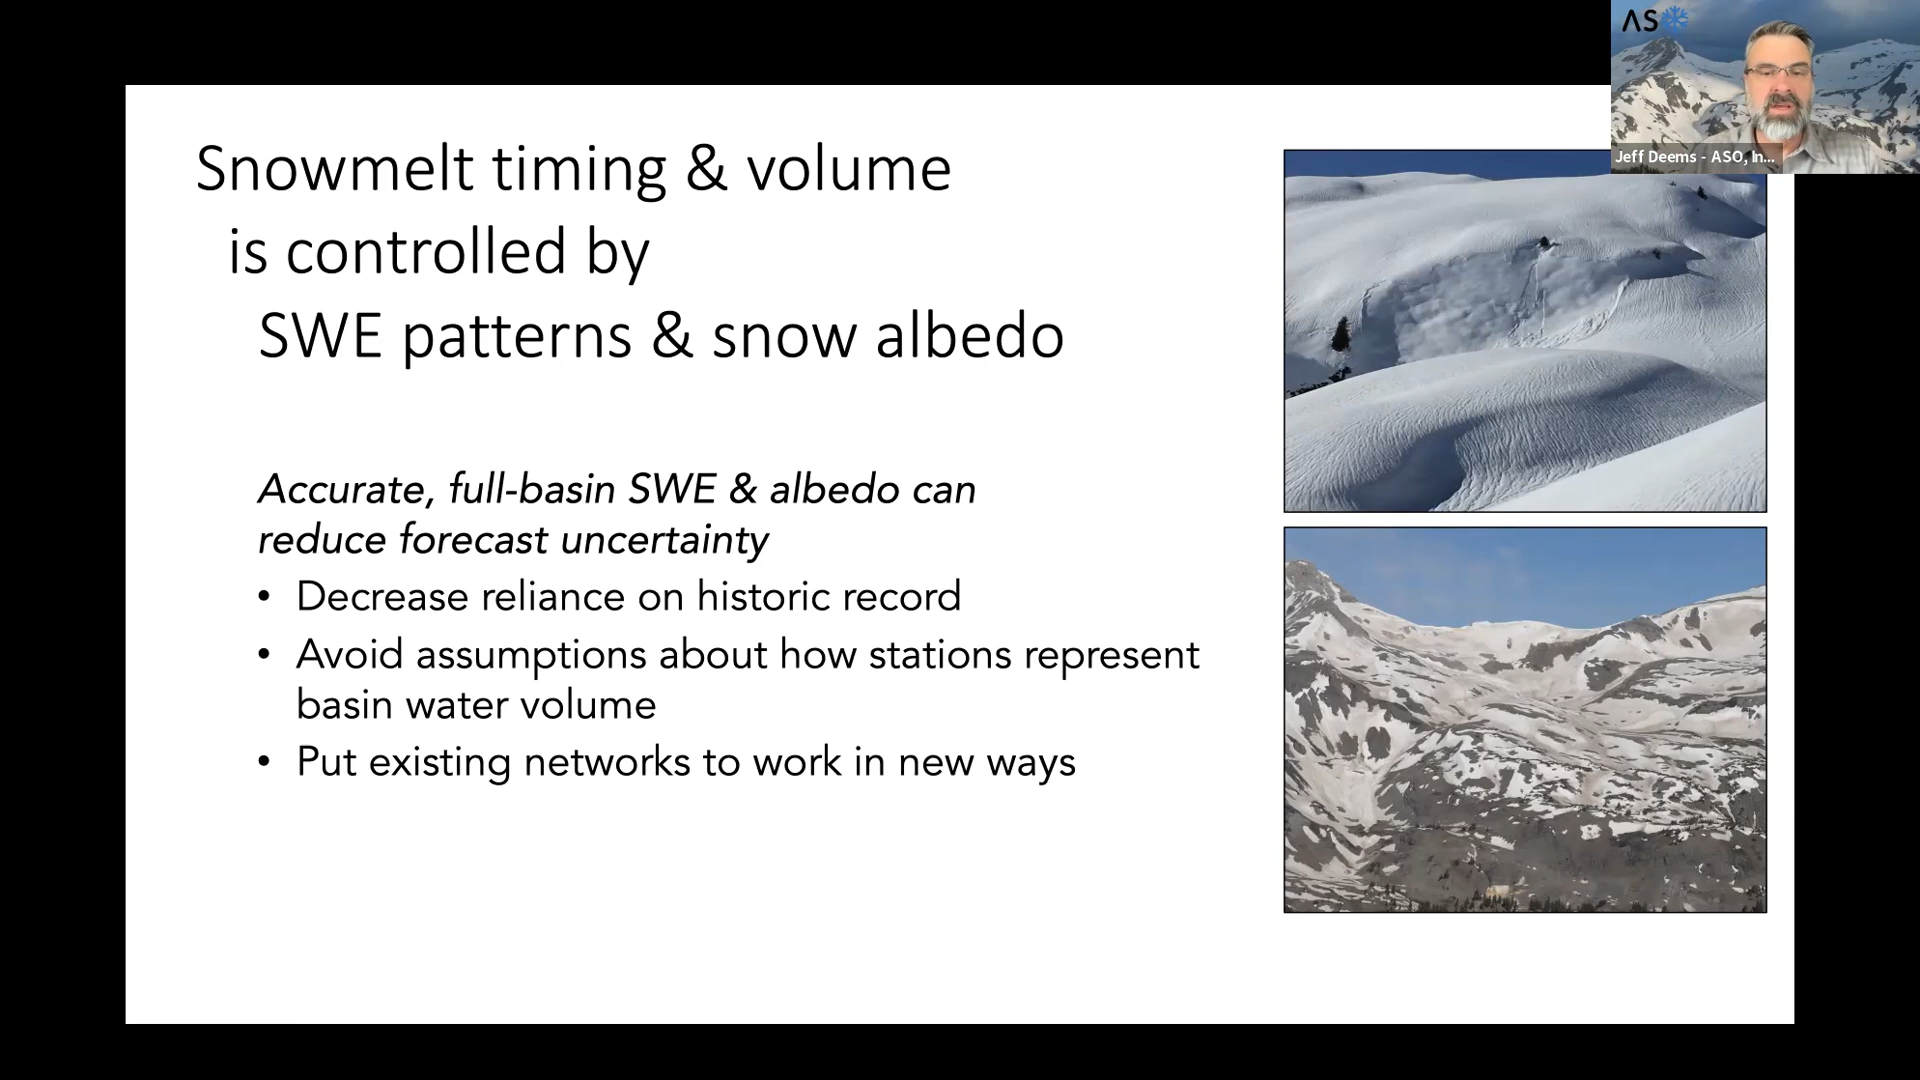 AS
Jeff Deems - ASO, In...
Snowmelt timing & volume
is controlled by
SWE patterns & snow albedo
Accurate, full-basin SWE & albedo can
reduce forecast uncertainty
• Decrease reliance on historic record
• Avoid assumptions about how stations represent
basin water volume
• Put existing networks to work in new ways